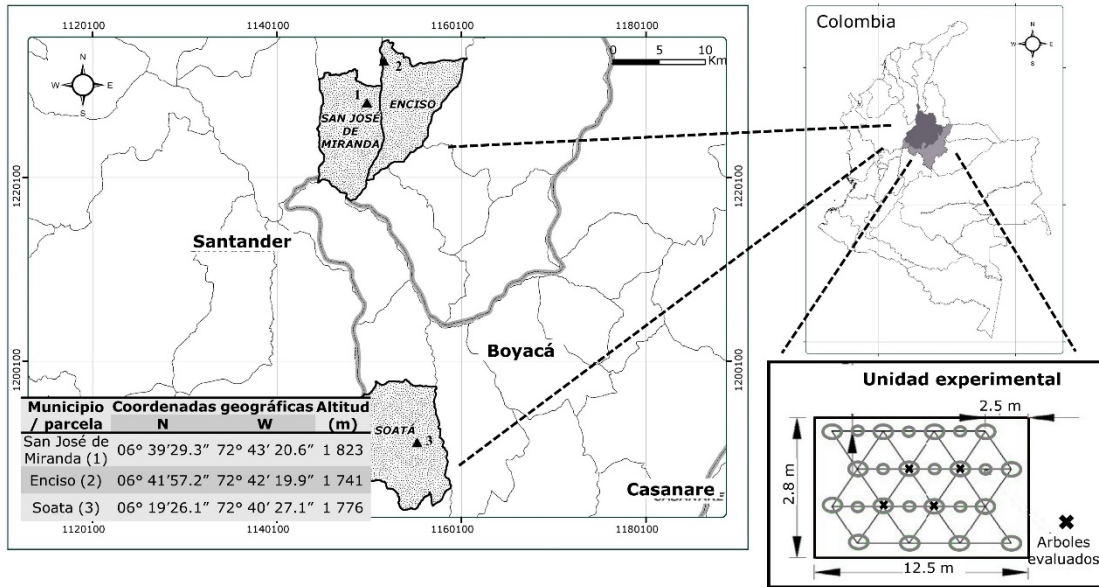 1120100 1140100 1160100 1180100
Colombia
N
W E
S
0 5 10
Km
N
W E
S
2
1
ENCISO
SAN JOSÉ
DE
MIRANDA
1220100 1220100
Santander
Boyacá
1200100 1200100
Unidad experimental
2.5 m
2.8 m
12.5 m
Arboles
evaluados
SOATÁ
3
Casanare
Municipio / parcela Coordenadas geográficas Altitud (m)
N W
San José de Miranda (1) 06° 39’29.3” 72° 43’ 20.6” 1 823
Enciso (2) 06° 41’57.2” 72° 42’ 19.9” 1 741
Soata (3) 06° 19’26.1” 72° 40’ 27.1” 1 776
1120100 1140100 1160100 1180100